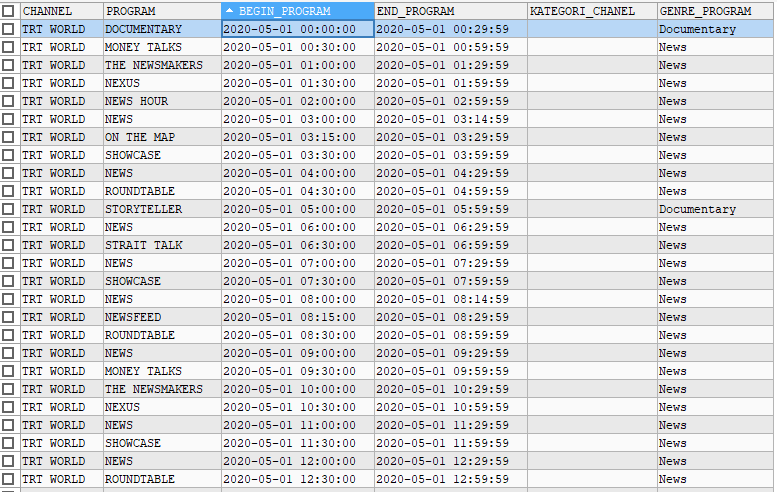 CHANNEL PROGRAM BEGIN_PROGRAM END_PROGRAM KATEGORI_CHANEL GENRE_PROGRAM
TRT WORLD DOCUMENTARY 2020-05-01 00:00:00 2020-05-01 00:29:59 Documentary
TRT WORLD MONEY TALKS 2020-05-01 00:30:00 2020-05-01 00:59:59 News
TRT WORLD THE NEWSMAKERS 2020-05-01 01:00:00 2020-05-01 01:29:59 News
TRT WORLD NEXUS 2020-05-01 01:30:00 2020-05-01 01:59:59 News
TRT WORLD NEWS HOUR 2020-05-01 02:00:00 2020-05-01 02:59:59 News
TRT WORLD NEWS 2020-05-01 03:00:00 2020-05-01 03:14:59 News
TRT WORLD ON THE MAP 2020-05-01 03:15:00 2020-05-01 03:29:59 News
TRT WORLD SHOWCASE 2020-05-01 03:30:00 2020-05-01 03:59:59 News
TRT WORLD NEWS 2020-05-01 04:00:00 2020-05-01 04:29:59 News
TRT WORLD ROUNDTABLE 2020-05-01 04:30:00 2020-05-01 04:59:59 News
TRT WORLD STORYTELLER 2020-05-01 05:00:00 2020-05-01 05:59:59 Documentary
TRT WORLD NEWS 2020-05-01 06:00:00 2020-05-01 06:29:59 News
TRT WORLD STRAIT TALK 2020-05-01 06:30:00 2020-05-01 06:59:59 News
TRT WORLD NEWS 2020-05-01 07:00:00 2020-05-01 07:29:59 News
TRT WORLD SHOWCASE 2020-05-01 07:30:00 2020-05-01 07:59:59 News
TRT WORLD NEWS 2020-05-01 08:00:00 2020-05-01 08:14:59 News
TRT WORLD NEWSFEED 2020-05-01 08:15:00 2020-05-01 08:29:59 News
TRT WORLD ROUNDTABLE 2020-05-01 08:30:00 2020-05-01 08:59:59 News
TRT WORLD NEWS 2020-05-01 09:00:00 2020-05-01 09:29:59 News
TRT WORLD MONEY TALKS 2020-05-01 09:30:00 2020-05-01 09:59:59 News
TRT WORLD THE NEWSMAKERS 2020-05-01 10:00:00 2020-05-01 10:29:59 News
TRT WORLD NEXUS 2020-05-01 10:30:00 2020-05-01 10:59:59 News
TRT WORLD NEWS 2020-05-01 11:00:00 2020-05-01 11:29:59 News
TRT WORLD SHOWCASE 2020-05-01 11:30:00 2020-05-01 11:59:59 News
TRT WORLD NEWS 2020-05-01 12:00:00 2020-05-01 12:29:59 News
TRT WORLD ROUNDTABLE 2020-05-01 12:30:00 2020-05-01 12:59:59 News